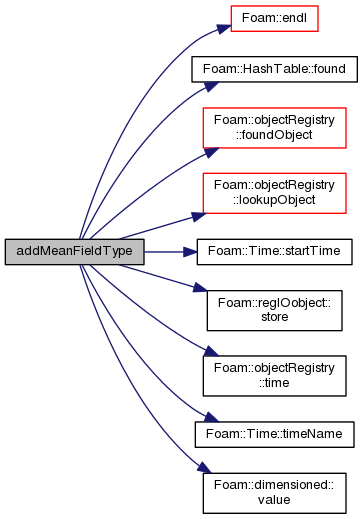 Foam::endl
Foam::HashTable::found
Foam::objectRegistry
::foundObject
Foam::objectRegistry
::lookupObject
addMeanFieldType
Foam::Time::startTime
Foam::regIOobject::
store
Foam::objectRegistry
::time
Foam::Time::timeName
Foam::dimensioned::
value